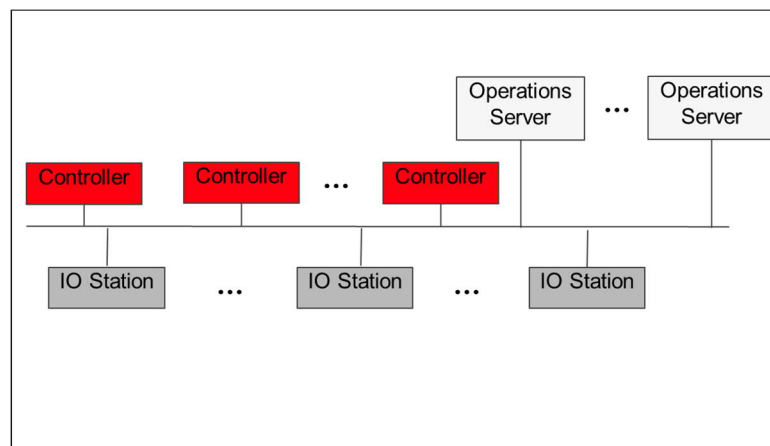 Operations
Server
...
Operations
Server
Controller
Controller
...
Controller
IO Station
...
IO Station
...
IO Station